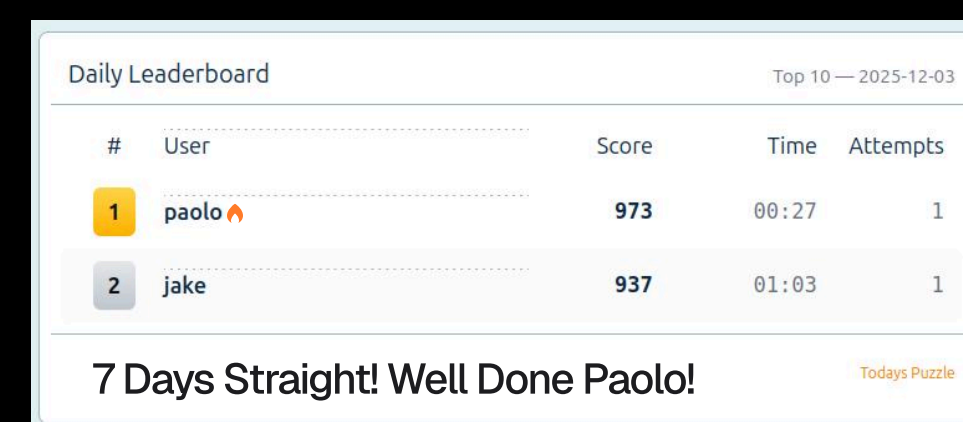 Daily Leaderboard Top 10 — 2025-12-03
# User Score Time Attempts
1 paolo 973 00:27 1
2 jake 937 01:03 1
7 Days Straight! Well Done Paolo! Todays Puzzle